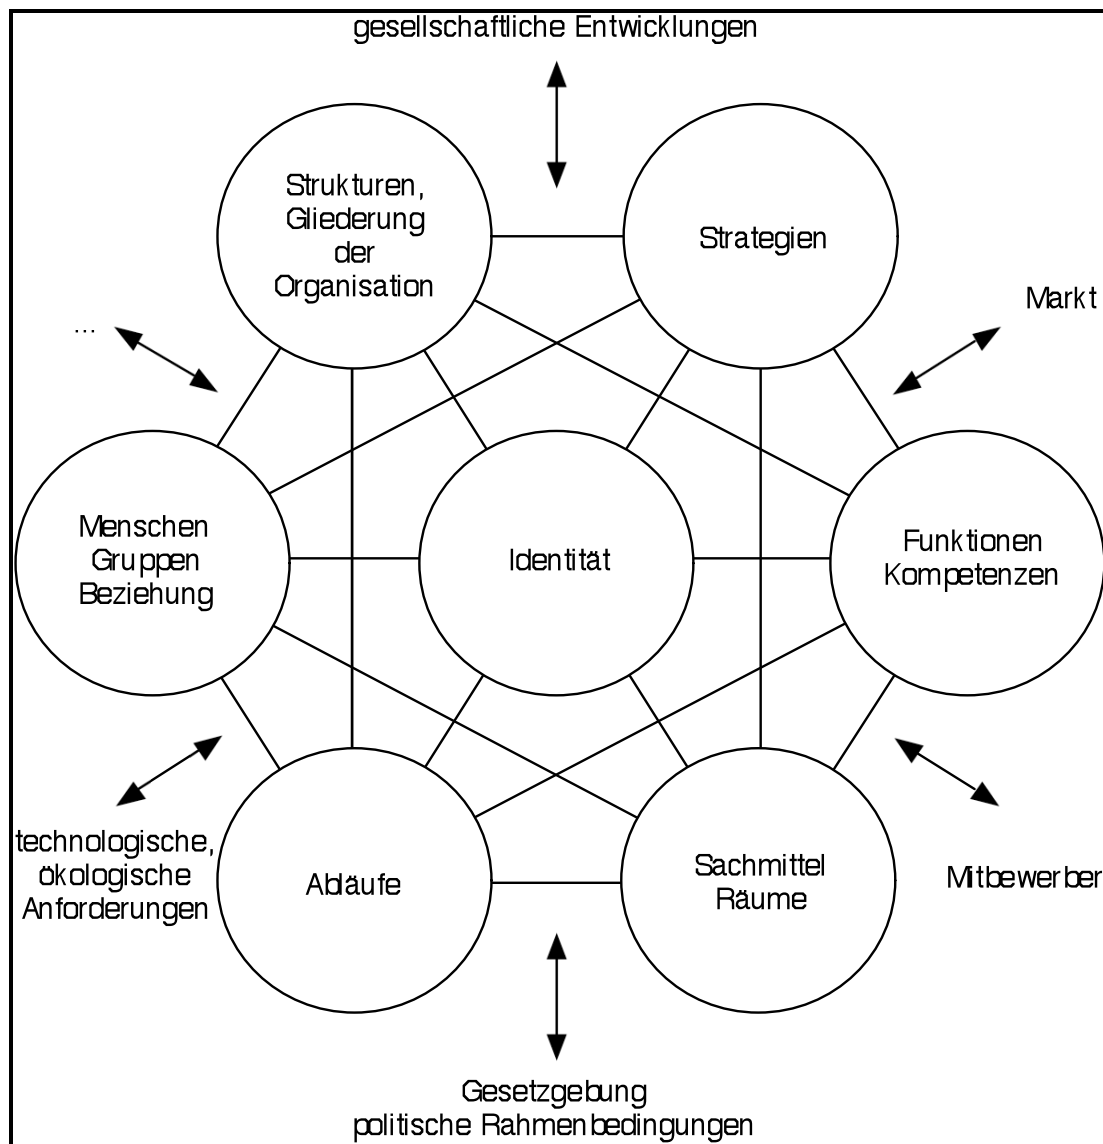 gesellschaftliche Entwicklungen
Strukturen,
Gliederung
der
Organisation
Strategien
...
Markt
Menschen
Gruppen
Beziehung
Identität
Funktionen
Kompetenzen
technologische,
ökologische
Anforderungen
Abläufe
Sachmittel
Räume
Mitbewerber
Gesetzgebung
politische Rahmenbedingungen